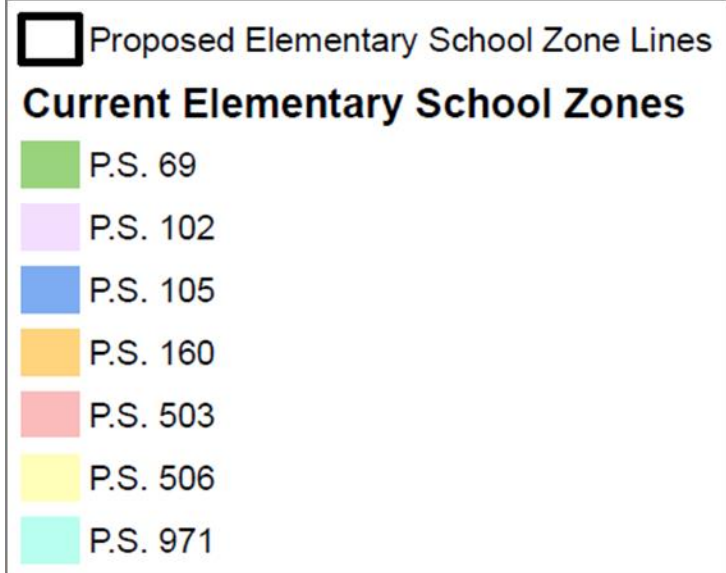 Proposed Elementary School Zone Lines
Current Elementary School Zones
P.S. 69
P.S. 102
P.S. 105
P.S. 160
P.S. 503
P.S. 506
P.S. 971